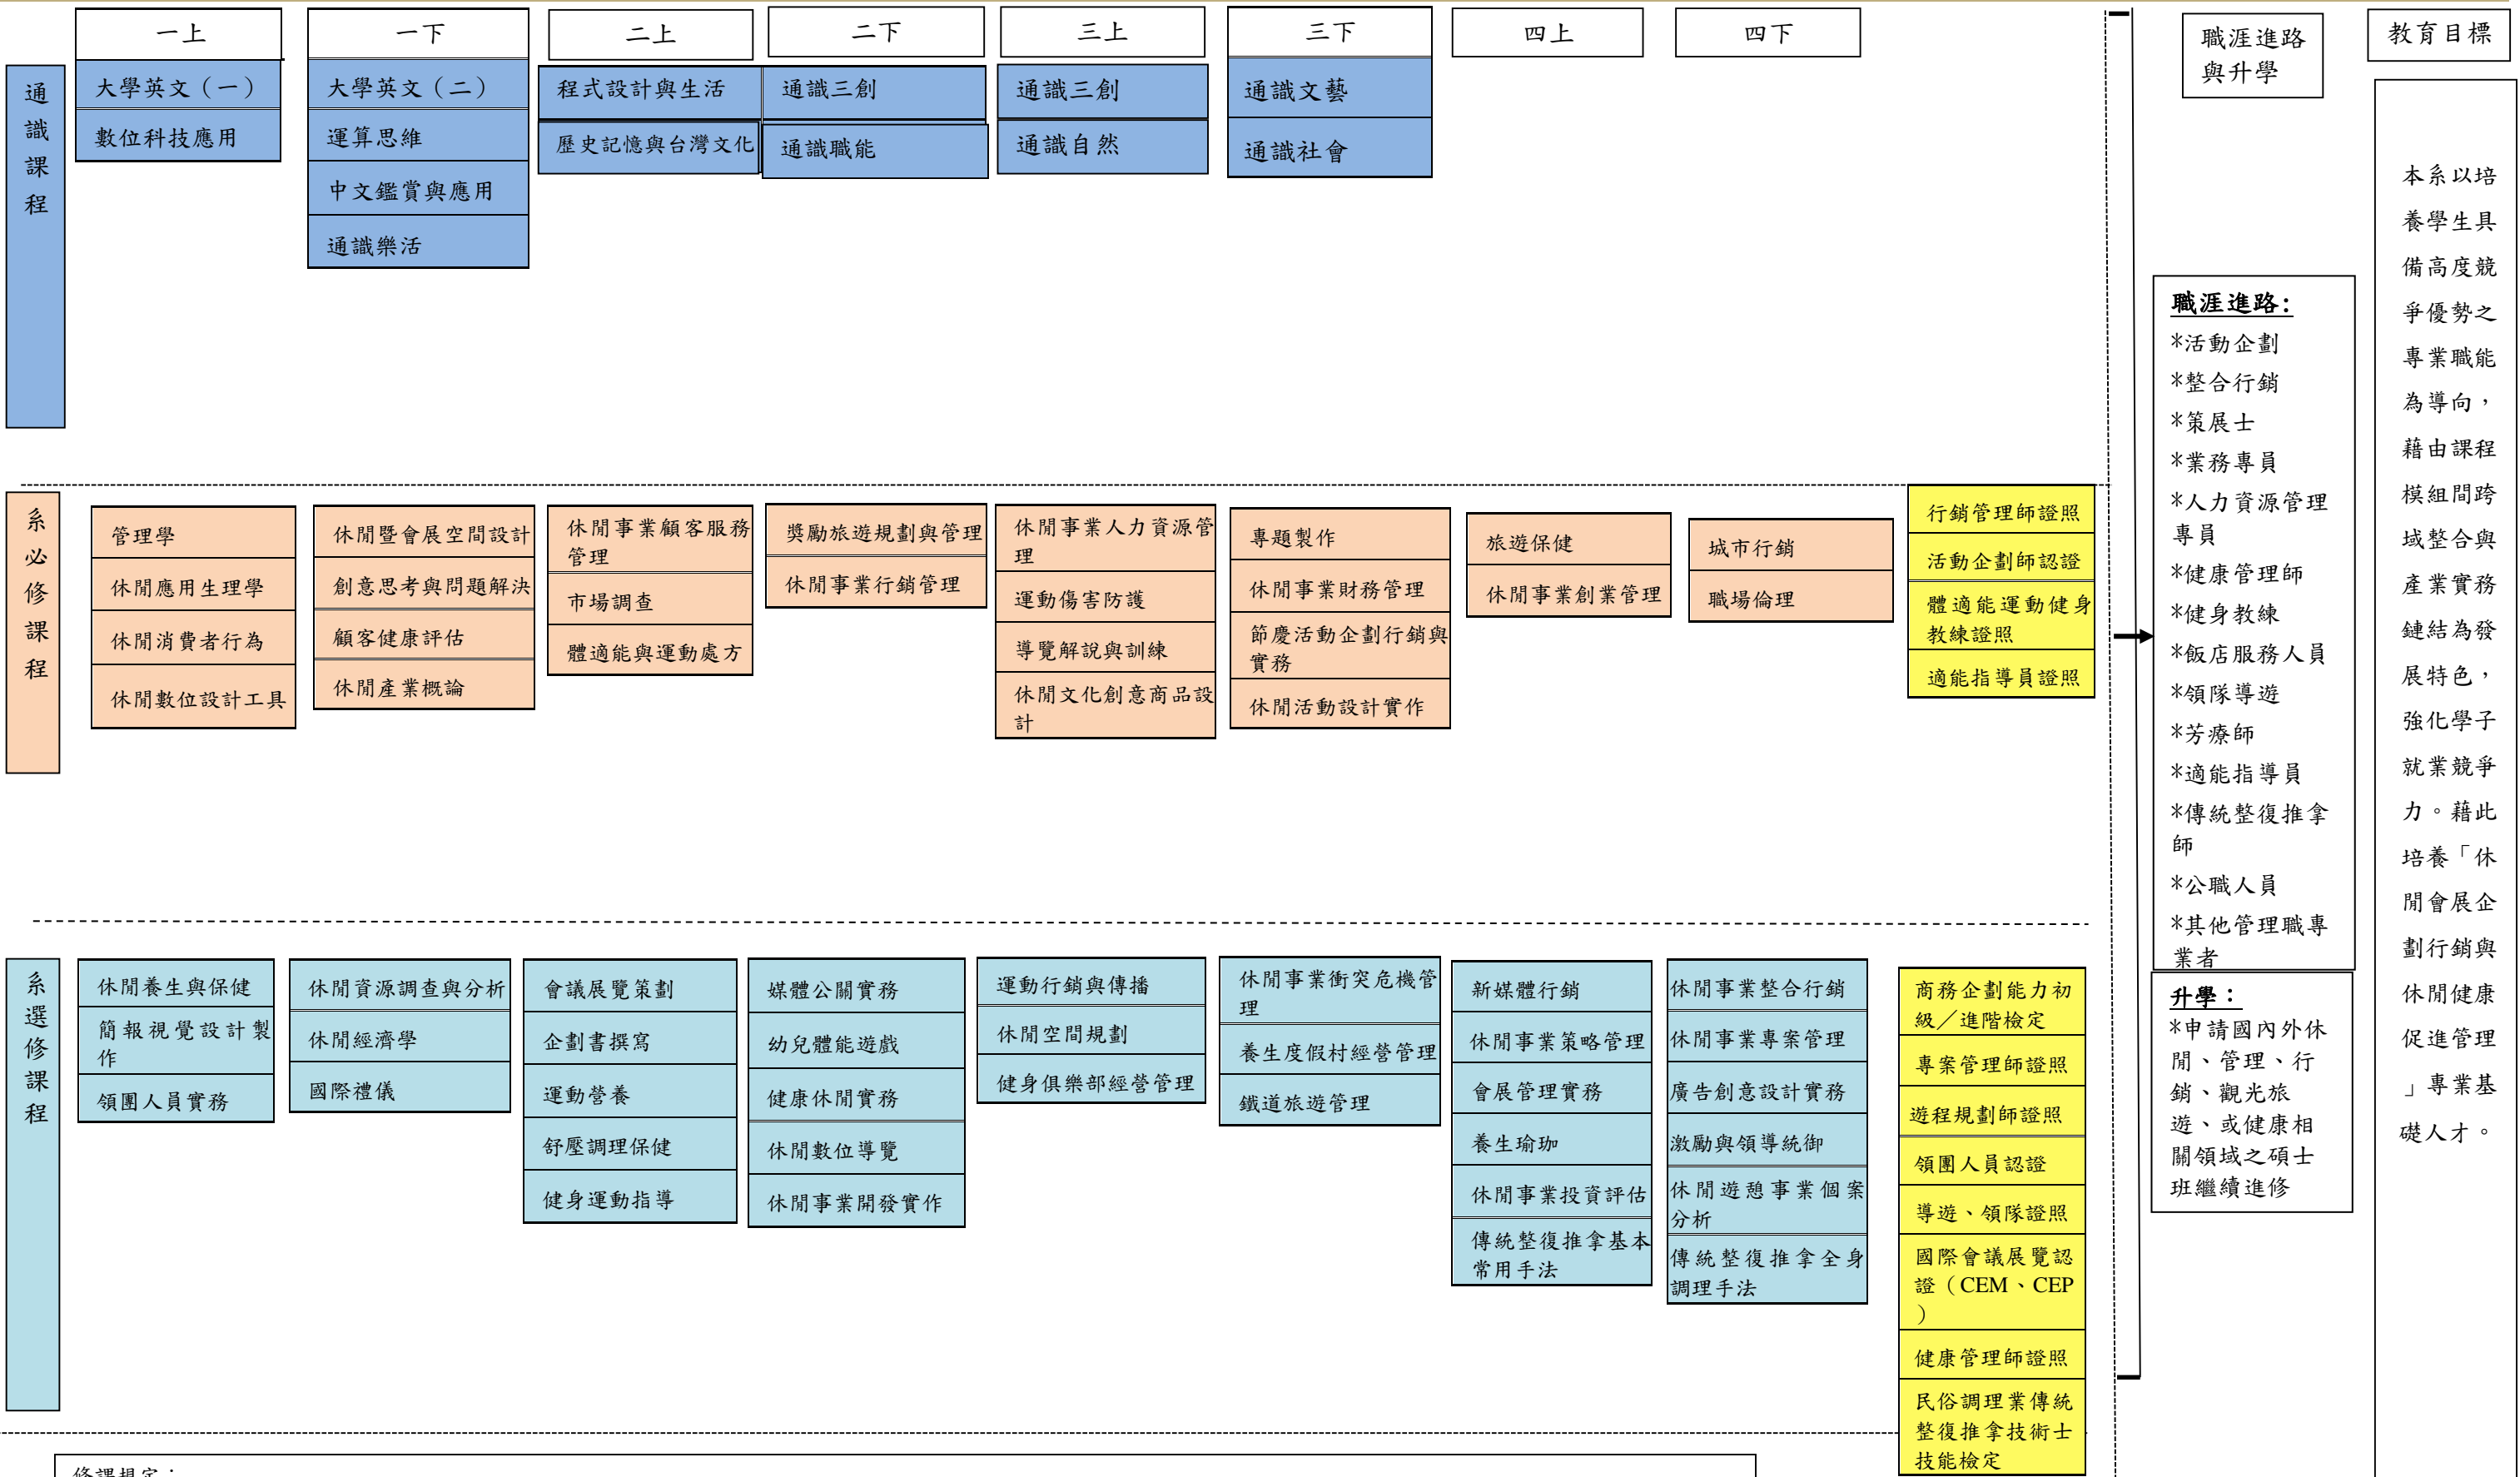 一上
一下
二上
二下
三上
三下
四上
四下
職涯進路
與升學
教育目標
通
識
課
程
大學英文（一）
數位科技應用
大學英文（二）
運算思維
中文鑑賞與應用
通識樂活
程式設計與生活
歷史記憶與台灣文化
通識三創
通識職能
通識三創
通識自然
通識文藝
通識社會
系
必
修
課
程
管理學
休閒應用生理學
休閒消費者行為
休閒數位設計工具
休閒暨會展空間設計
創意思考與問題解決
顧客健康評估
休閒產業概論
休閒事業顧客服務
管理
市場調查
體適能與運動處方
獎勵旅遊規劃與管理
休閒事業行銷管理
休閒事業人力資源管
理
運動傷害防護
導覽解說與訓練
休閒文化創意商品設
計
專題製作
休閒事業財務管理
節慶活動企劃行銷與
實務
休閒活動設計實作
旅遊保健
休閒事業創業管理
城市行銷
職場倫理
行銷管理師證照
活動企劃師認證
體適能運動健身
教練證照
適能指導員證照
系
選
修
課
程
休閒養生與保健
簡報視覺設計製
作
領團人員實務
休閒資源調查與分析
休閒經濟學
國際禮儀
會議展覽策劃
企劃書撰寫
運動營養
舒壓調理保健
健身運動指導
媒體公關實務
幼兒體能遊戲
健康休閒實務
休閒數位導覽
休閒事業開發實作
運動行銷與傳播
休閒空間規劃
健身俱樂部經營管理
休閒事業衝突危機管
理
養生度假村經營管理
鐵道旅遊管理
新媒體行銷
休閒事業策略管理
會展管理實務
養生瑜珈
休閒事業投資評估
傳統整復推拿基本
常用手法
休閒事業整合行銷
休閒事業專案管理
廣告創意設計實務
激勵與領導統御
休閒遊憩事業個案
分析
傳統整復推拿全身
調理手法
商務企劃能力初
級／進階檢定
專案管理師證照
遊程規劃師證照
領團人員認證
導遊、領隊證照
國際會議展覽認
證（CEM、CEP
）
健康管理師證照
民俗調理業傳統
整復推拿技術士
技能檢定
職涯進路:
*活動企劃
*整合行銷
*策展士
*業務專員
*人力資源管理
專員
*健康管理師
*健身教練
*飯店服務人員
*領隊導遊
*芳療師
*適能指導員
*傳統整復推拿
師
*公職人員
*其他管理職專
業者
升學：
*申請國內外休
閒、管理、行
銷、觀光旅
遊、或健康相
關領域之碩士
班繼續進修
本系以培
養學生具
備高度競
爭優勢之
專業職能
為導向，
藉由課程
模組間跨
域整合與
產業實務
鏈結為發
展特色，
強化學子
就業競爭
力。藉此
培養「休
閒會展企
劃行銷與
休閒健康
促進管理
」專業基
礎人才。
修課規定：